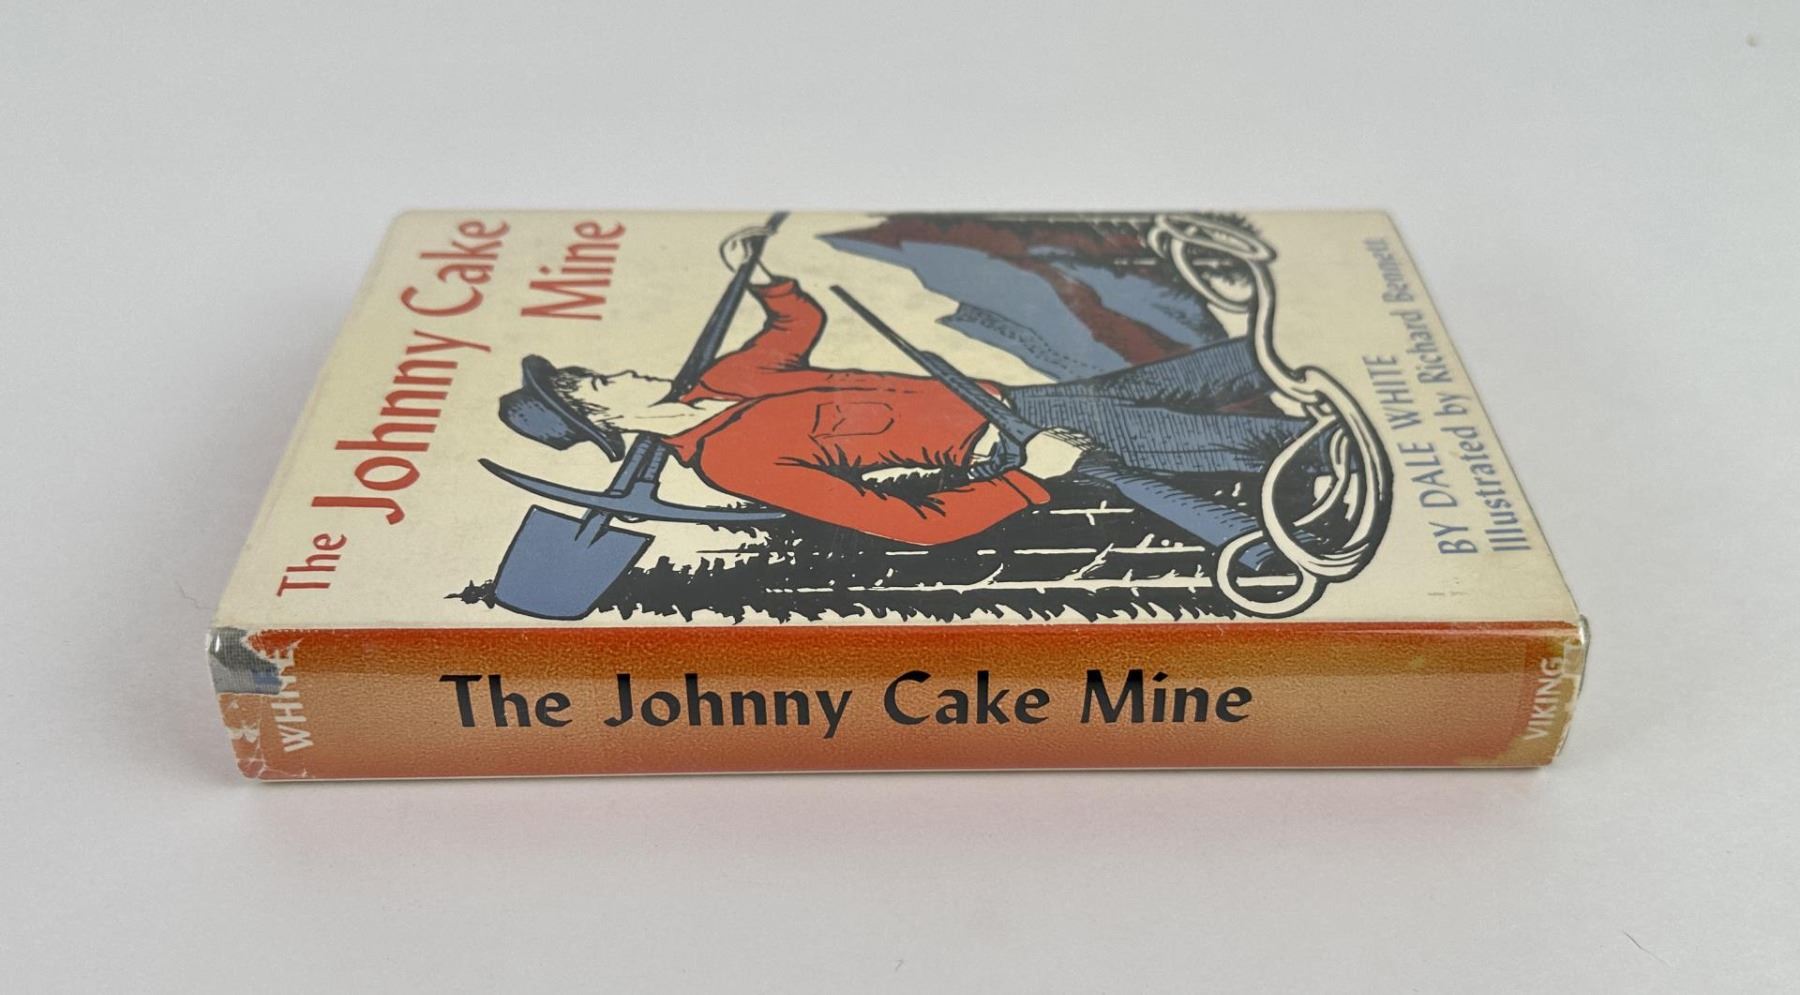 The Johnny Cake
Mine
BY DALE WHITE
Illustrated by Richard Bennett
WHITE
The Johnny Cake Mine
VIKING